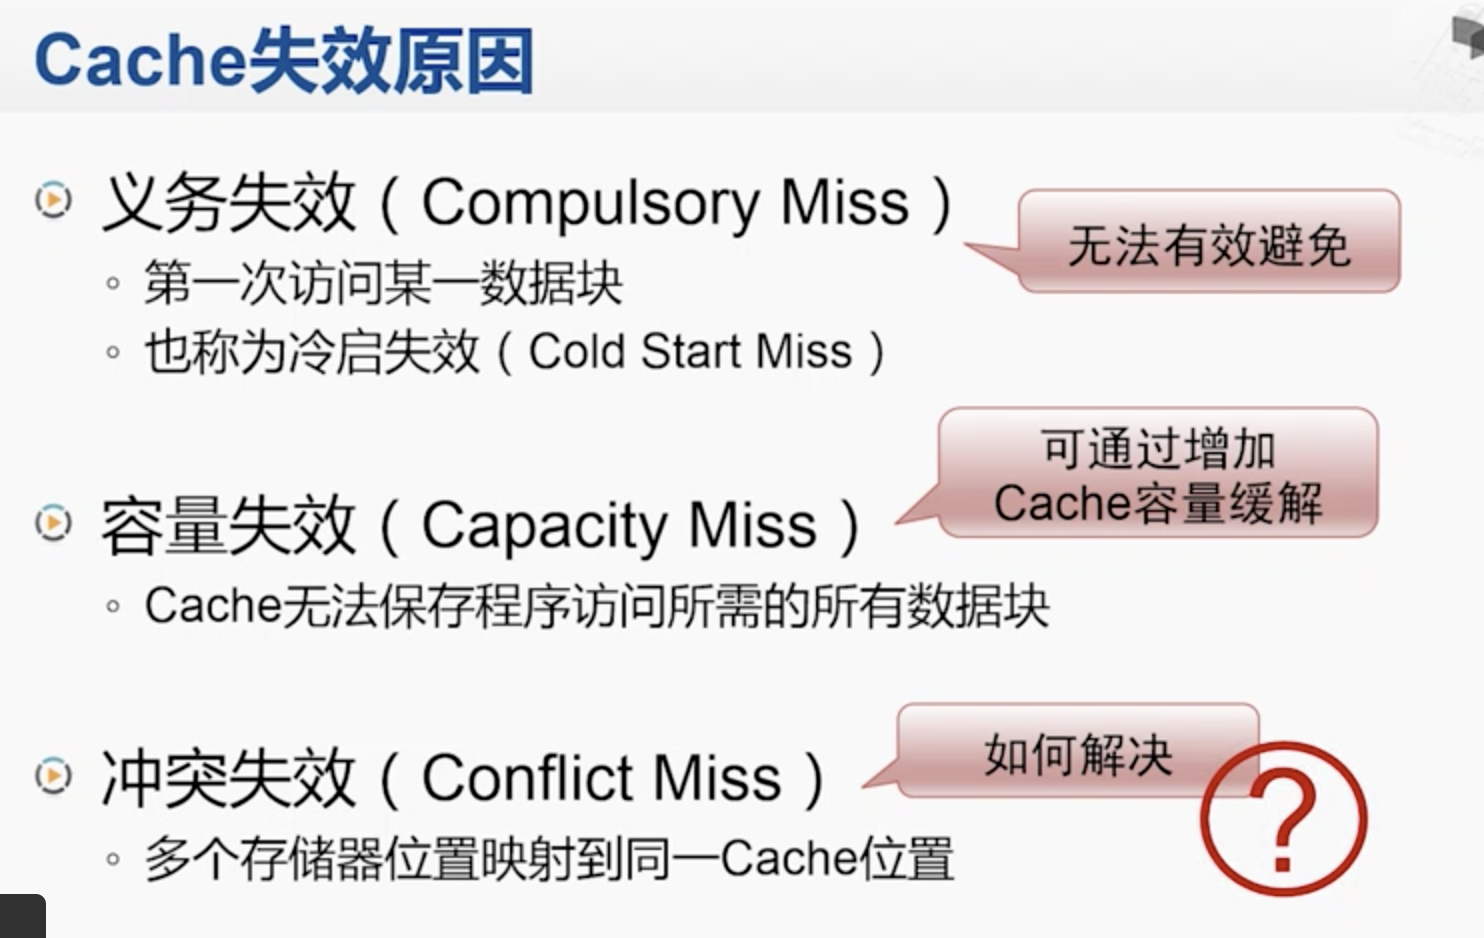 Cache失效原因
义务失效（Compulsory Miss）
无法有效避免
第一次访问某一数据块
也称为冷启失效（Cold Start Miss）
可通过增加
Cache容量缓解
容量失效（Capacity Miss）
Cache无法保存程序访问所需的所有数据块
如何解决
?
冲突失效（Conflict Miss）
多个存储器位置映射到同一Cache位置